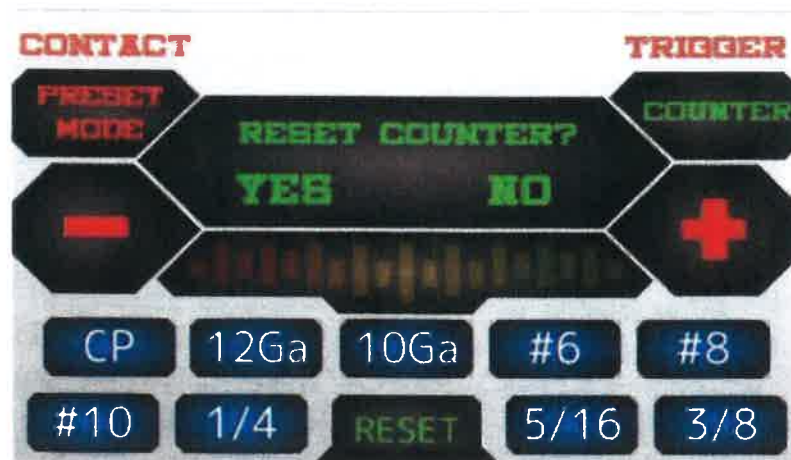 CONTACT TRIGGER
PRESET MODE
COUNTER
RESET COUNTER?
YES NO
CP 12Ga 10Ga #6 #8
#10 1/4 RESET 5/16 3/8